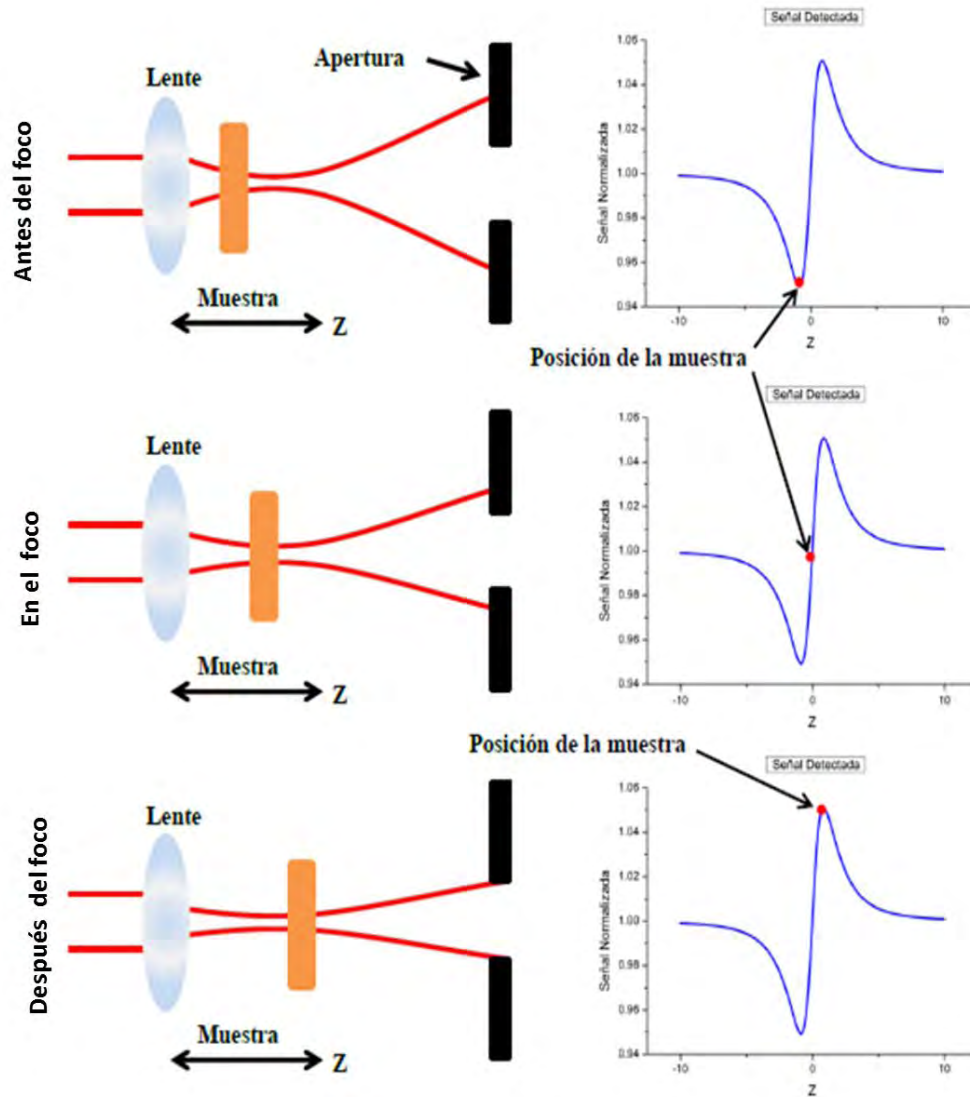 Señal Detectada
Antes del foco
Lente
Apertura
Muestra
Z
Señal Normalizada
1.06
1.04
1.02
1.00
0.98
0.96
0.94
-10
0
10
Z
Posición de la muestra
Señal Detectada
En el foco
Lente
Muestra
Z
Señal Normalizada
1.06
1.04
1.02
1.00
0.98
0.96
0.94
-10
0
10
Z
Posición de la muestra
Señal Detectada
Después del foco
Lente
Muestra
Z
Señal Normalizada
1.06
1.04
1.02
1.00
0.98
0.96
0.94
-10
0
10
Z